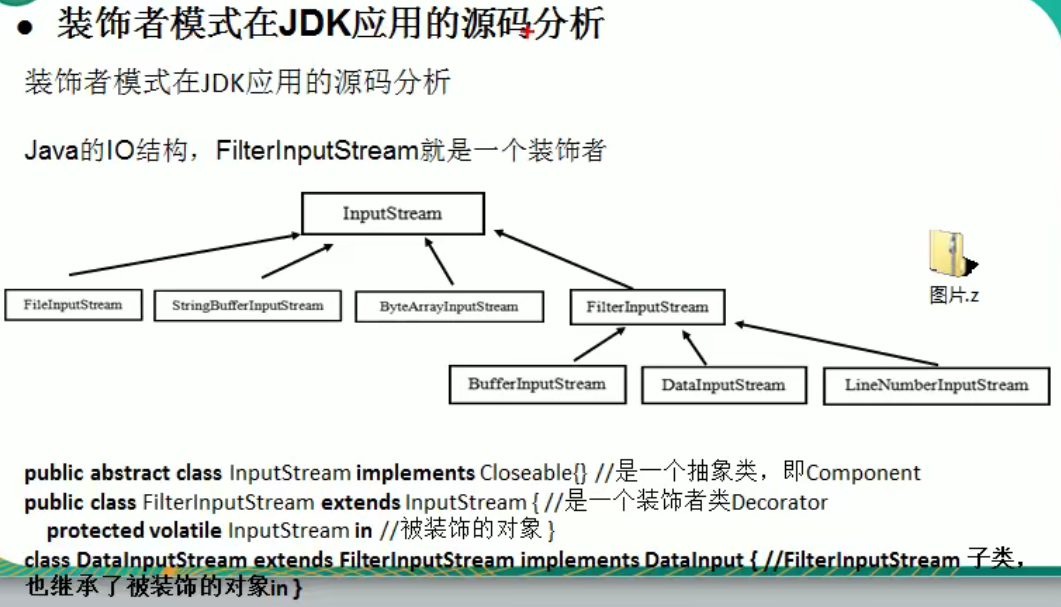 ● 装饰者模式在JDK应用的源码分析
装饰者模式在JDK应用的源码分析
Java的IO结构，FilterInputStream就是一个装饰者
InputStream
FileInputStream
StringBufferInputStream
ByteArrayInputStream
FilterInputStream
图片.z
BufferInputStream
DataInputStream
LineNumberInputStream
public abstract class InputStream implements Closeable{} //是一个抽象类，即Component
public class FilterInputStream extends InputStream { //是一个装饰者类Decorator
protected volatile InputStream in //被装饰的对象 }
class DataInputStream extends FilterInputStream implements DataInput { //FilterInputStream 子类，
也继承了被装饰的对象in }